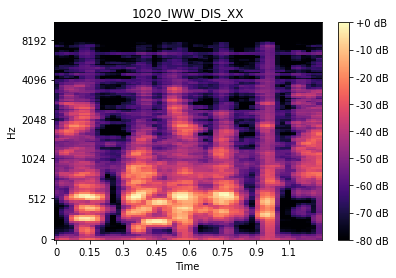 1020_IWW_DIS_XX
+0 dB
8192
-10 dB
4096
-20 dB
-30 dB
2048
Hz
-40 dB
1024
-50 dB
512
-60 dB
-70 dB
0
-80 dB
0 0.15 0.3 0.45 0.6 0.75 0.9 1.1
Time